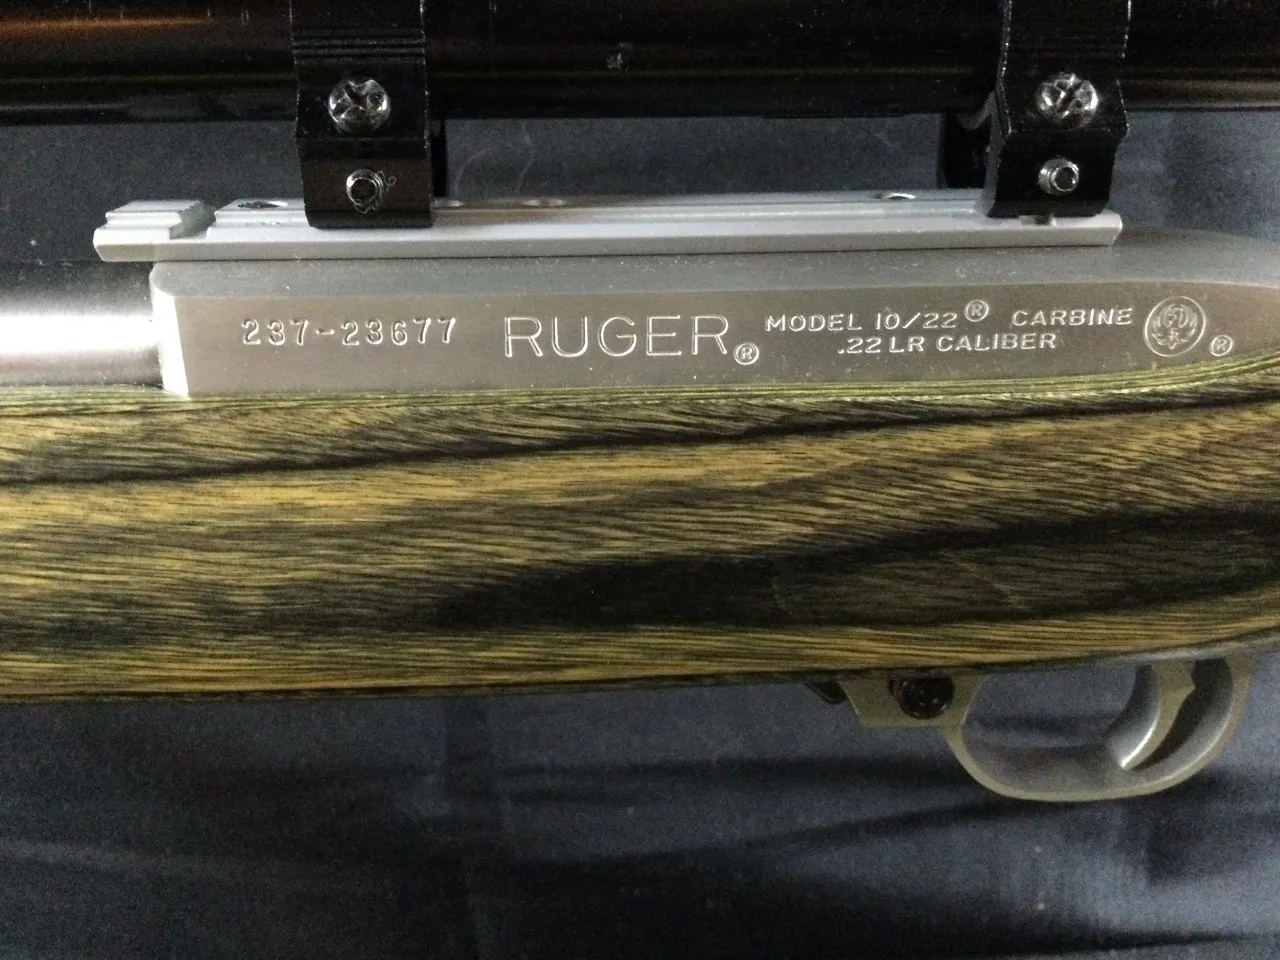 237-23677 RUGER® MODEL 10/22® CARBINE ®
.22 LR CALIBER